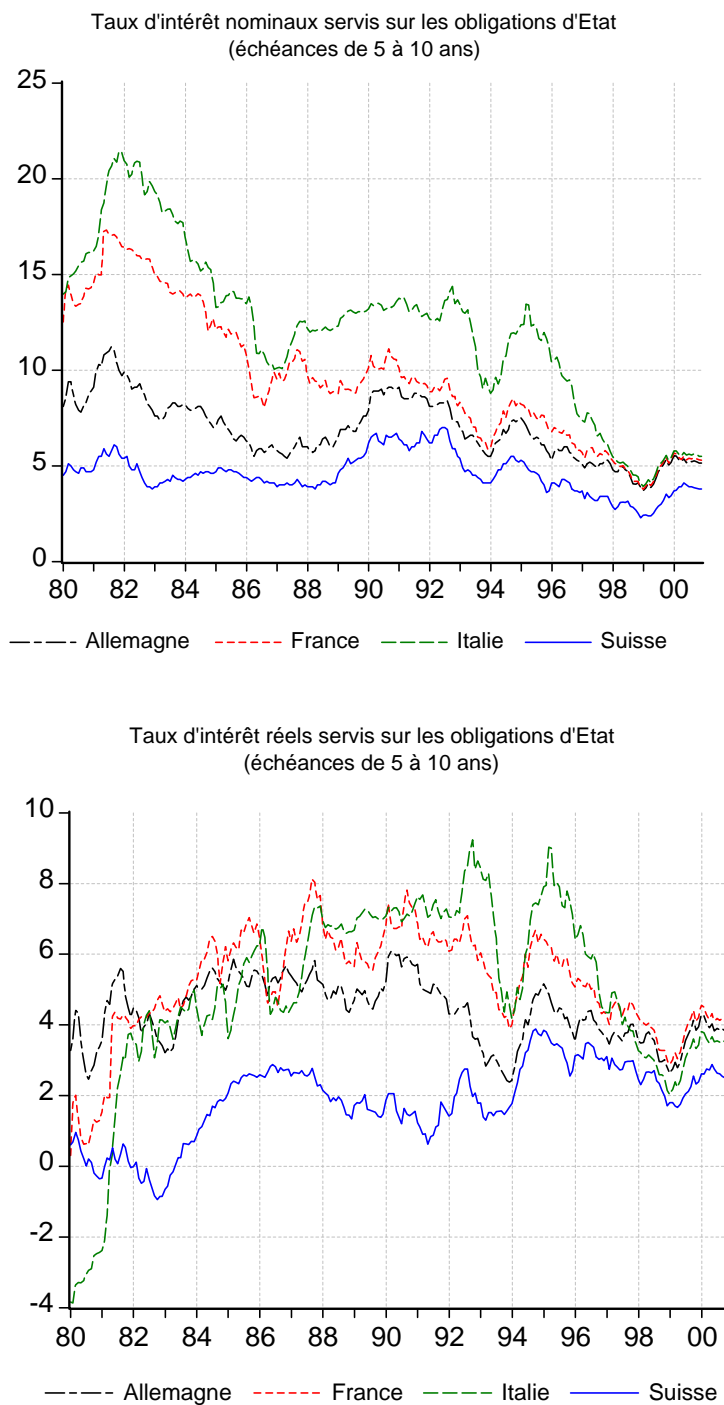 Taux d'intérêt nominaux servis sur les obligations d'Etat
(échéances de 5 à 10 ans)
25
20
15
10
5
0
80 82 84 86 88 90 92 94 96 98 00
Allemagne France Italie Suisse
Taux d'intérêt réels servis sur les obligations d'Etat
(échéances de 5 à 10 ans)
10
8
6
4
2
0
-2
-4
80 82 84 86 88 90 92 94 96 98 00
Allemagne France Italie Suisse